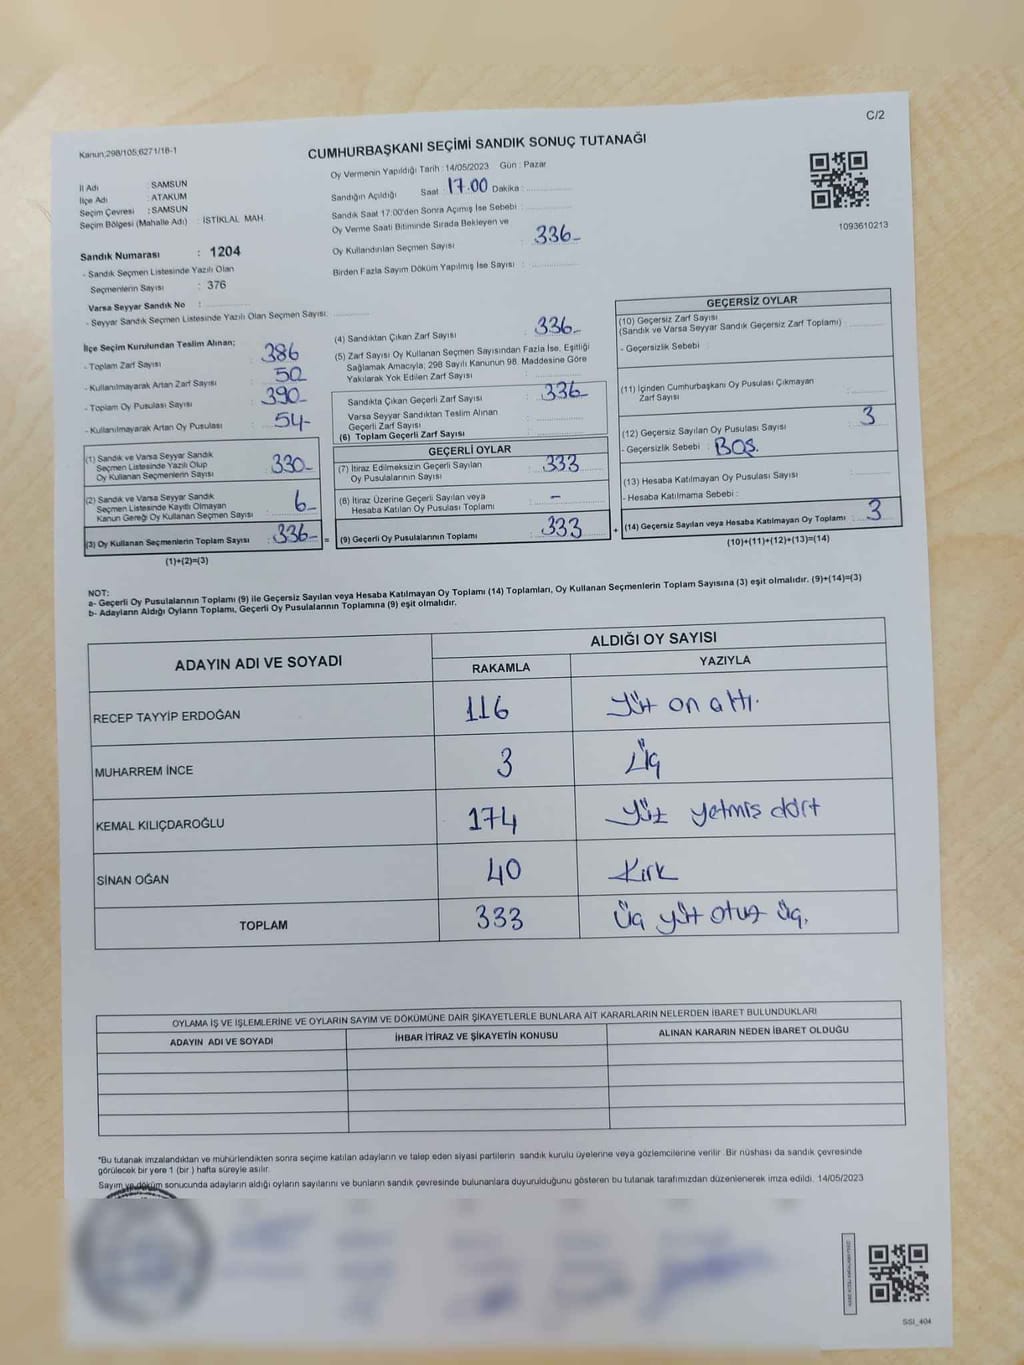 C/2
Kanun;298/105;6271/16-1
CUMHURBAŞKANI SEÇİMİ SANDIK SONUÇ TUTANAĞI
İl Adı : SAMSUN
İlçe Adı : ATAKUM
Seçim Çevresi : SAMSUN
Seçim Bölgesi (Mahalle Adı) : İSTİKLAL MAH.
Sandık Numarası : 1204
- Sandık Seçmen Listesinde Yazılı Olan
Seçmenlerin Sayısı : 376
Varsa Seyyar Sandık No :
- Seyyar Sandık Seçmen Listesinde Yazılı Olan Seçmen Sayısı:
Oy Vermenin Yapıldığı Tarih : 14/05/2023 Gün : Pazar
Sandığın Açıldığı Saat : 17.00 Dakika :
Sandık Saat 17:00'den Sonra Açımış İse Sebebi :
Oy Verme Saati Bitiminde Sırada Bekleyen ve
Oy Kullandırılan Seçmen Sayısı : 336-
Birden Fazla Sayım Döküm Yapılmış İse Sayısı :
1093610213
İlçe Seçim Kurulundan Teslim Alınan;
- Toplam Zarf Sayısı : 386
- Kullanılmayarak Artan Zarf Sayısı : 50
- Toplam Oy Pusulası Sayısı : 390-
- Kullanılmayarak Artan Oy Pusulası : 54-
(1) Sandık ve Varsa Seyyar Sandık
Seçmen Listesinde Yazılı Olup
Oy Kullanan Seçmenlerin Sayısı : 330-
(2) Sandık ve Varsa Seyyar Sandık
Seçmen Listesinde Kayıtlı Olmayan
Kanun Gereği Oy Kullanan Seçmen Sayısı : 6-
(3) Oy Kullanan Seçmenlerin Toplam Sayısı : 336- =
(1)+(2)=(3)
(4) Sandıktan Çıkan Zarf Sayısı : 336-
(5) Zarf Sayısı Oy Kullanan Seçmen Sayısından Fazla İse, Eşitliği
Sağlamak Amacıyla; 298 Sayılı Kanunun 98. Maddesine Göre
Yakılarak Yok Edilen Zarf Sayısı :
Sandıkta Çıkan Geçerli Zarf Sayısı : 336-
Varsa Seyyar Sandıktan Teslim Alınan
Geçerli Zarf Sayısı :
(6) Toplam Geçerli Zarf Sayısı :
GEÇERLİ OYLAR
(7) İtiraz Edilmeksizin Geçerli Sayılan
Oy Pusulasının Sayısı : 333
(8) İtiraz Üzerine Geçerli Sayılan veya
Hesaba Katılan Oy Pusulası Toplamı : -
(9) Geçerli Oy Pusulalarının Toplamı : 333 +
GEÇERSİZ OYLAR
(10) Geçersiz Zarf Sayısı
(Sandık ve Varsa Seyyar Sandık Geçersiz Zarf Toplamı) :
- Geçersizlik Sebebi :
(11) İçinden Cumhurbaşkanı Oy Pusulası Çıkmayan
Zarf Sayısı :
(12) Geçersiz Sayılan Oy Pusulası Sayısı : 3
- Geçersizlik Sebebi : BOŞ.
(13) Hesaba Katılmayan Oy Pusulası Sayısı :
- Hesaba Katılmama Sebebi :
(14) Geçersiz Sayılan veya Hesaba Katılmayan Oy Toplamı : 3
(10)+(11)+(12)+(13)=(14)
NOT:
a- Geçerli Oy Pusulalarının Toplamı (9) ile Geçersiz Sayılan veya Hesaba Katılmayan Oy Toplamı (14) Toplamları, Oy Kullanan Seçmenlerin Toplam Sayısına (3) eşit olmalıdır. (9)+(14)=(3)
b- Adayların Aldığı Oyların Toplamı, Geçerli Oy Pusulalarının Toplamına (9) eşit olmalıdır.
ADAYIN ADI VE SOYADI
ALDIĞI OY SAYISI
RAKAMLA YAZIYLA
RECEP TAYYİP ERDOĞAN 116 yüz on altı.
MUHARREM İNCE 3 Üç
KEMAL KILIÇDAROĞLU 174 yüz yetmiş dört
SİNAN OĞAN 40 Kırk
TOPLAM 333 Üç yüz otuz üç.
OYLAMA İŞ VE İŞLEMLERİNE VE OYLARIN SAYIM VE DÖKÜMÜNE DAİR ŞİKAYETLERLE BUNLARA AİT KARARLARIN NELERDEN İBARET BULUNDUKLARI
ADAYIN ADI VE SOYADI İHBAR İTİRAZ VE ŞİKAYETİN KONUSU ALINAN KARARIN NEDEN İBARET OLDUĞU
*Bu tutanak imzalandıktan ve mühürlendikten sonra seçime katılan adayların ve talep eden siyasi partilerin sandık kurulu üyelerine veya gözlemcilerine verilir. Bir nüshası da sandık çevresinde
görülecek bir yere 1 (bir ) hafta süreyle asılır.
Sayım ve döküm sonucunda adayların aldığı oyların sayılarını ve bunların sandık çevresinde bulunanlara duyurulduğunu gösteren bu tutanak tarafımızdan düzenlenerek imza edildi. 14/05/2023
SSI_404